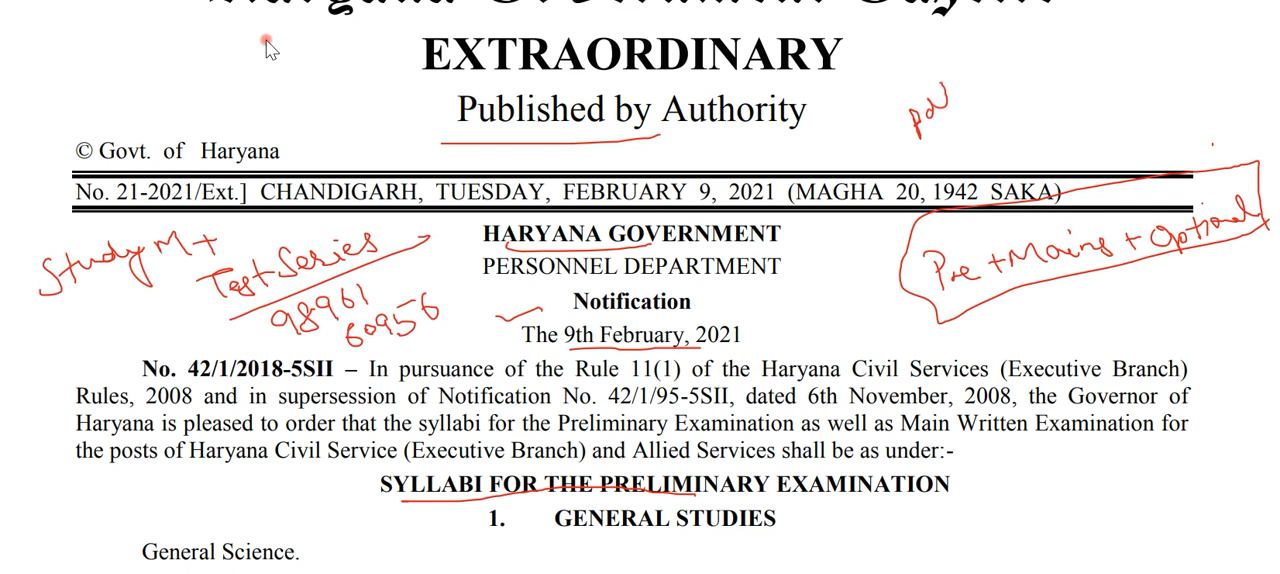 EXTRAORDINARY
Published by Authority
pdf
© Govt. of Haryana
No. 21-2021/Ext.] CHANDIGARH, TUESDAY, FEBRUARY 9, 2021 (MAGHA 20, 1942 SAKA)
HARYANA GOVERNMENT
PERSONNEL DEPARTMENT
Study M +
Test Series
98961
60956
Pre + Mains + Optional
Notification
The 9th February, 2021
No. 42/1/2018-5SII – In pursuance of the Rule 11(1) of the Haryana Civil Services (Executive Branch)
Rules, 2008 and in supersession of Notification No. 42/1/95-5SII, dated 6th November, 2008, the Governor of
Haryana is pleased to order that the syllabi for the Preliminary Examination as well as Main Written Examination for
the posts of Haryana Civil Service (Executive Branch) and Allied Services shall be as under:-
SYLLABI FOR THE PRELIMINARY EXAMINATION
1. GENERAL STUDIES
General Science.